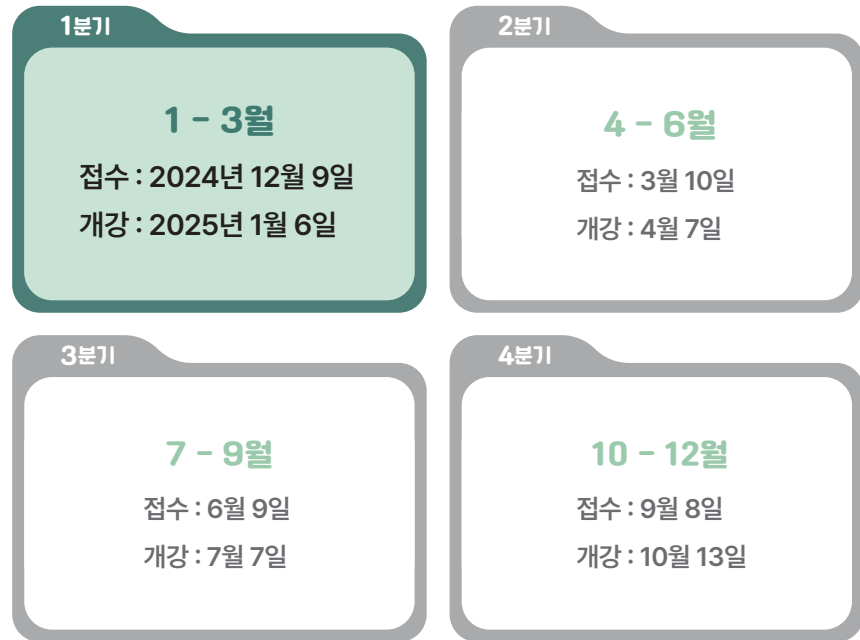 1분기
1 - 3월
접수 : 2024년 12월 9일
개강 : 2025년 1월 6일
2분기
4 - 6월
접수 : 3월 10일
개강 : 4월 7일
3분기
7 - 9월
접수 : 6월 9일
개강 : 7월 7일
4분기
10 - 12월
접수 : 9월 8일
개강 : 10월 13일